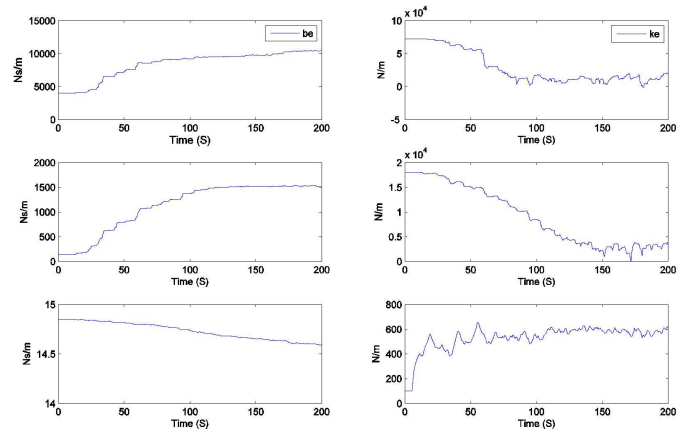 15000
10000
5000
0
Ns/m
be
0 50 100 150 200
Time (S)
x 10^4
10
5
0
-5
N/m
ke
0 50 100 150 200
Time (S)
2000
1500
1000
500
0
Ns/m
0 50 100 150 200
Time (S)
x 10^4
2
1.5
1
0.5
0
N/m
0 50 100 150 200
Time (S)
15
14.5
14
Ns/m
0 50 100 150 200
Time (S)
800
600
400
200
0
N/m
0 50 100 150 200
Time (S)